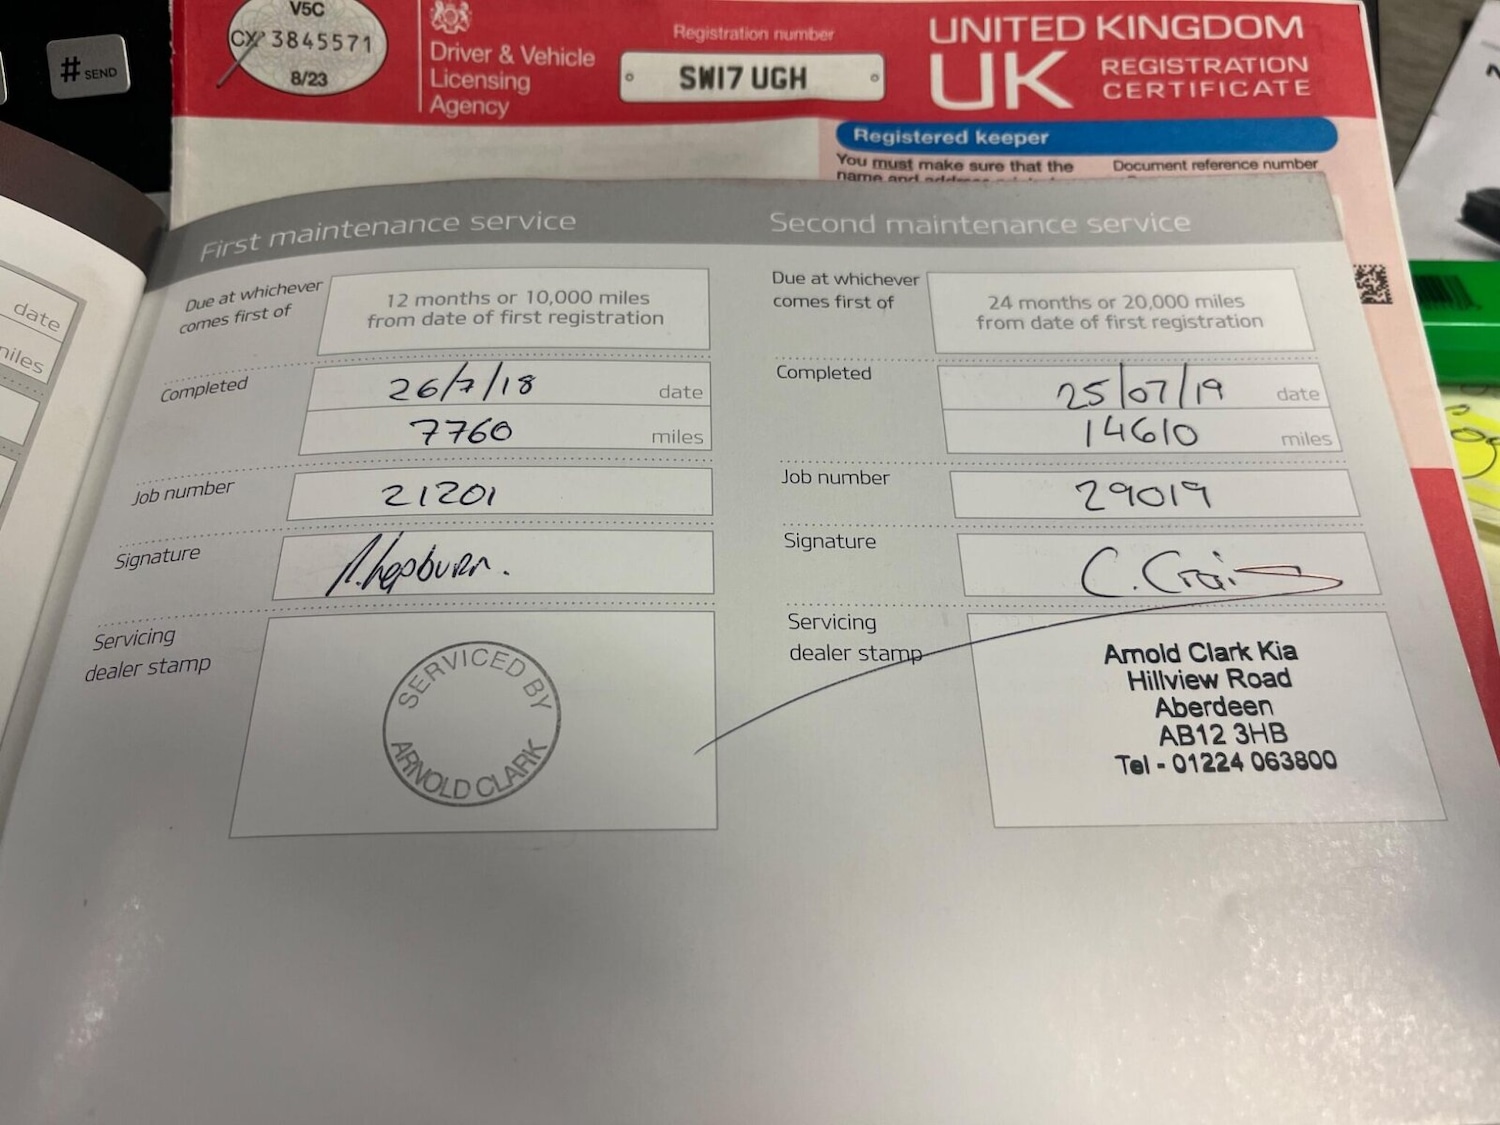 # SEND
V5C
CX 3845571
8/23
Driver & Vehicle
Licensing
Agency
Registration number
SW17 UGH
UNITED KINGDOM
UK REGISTRATION
CERTIFICATE
Registered keeper
You must make sure that the
name and address
Document reference number
date
miles
First maintenance service
Due at whichever
comes first of
12 months or 10,000 miles
from date of first registration
Completed
26/7/18 date
7760 miles
Job number
21201
Signature
A.hepburn.
Servicing
dealer stamp
SERVICED BY
ARNOLD CLARK
Second maintenance service
Due at whichever
comes first of
24 months or 20,000 miles
from date of first registration
Completed
25/07/19 date
14610 miles
Job number
29019
Signature
C. Craig
Servicing
dealer stamp
Arnold Clark Kia
Hillview Road
Aberdeen
AB12 3HB
Tel - 01224 063800